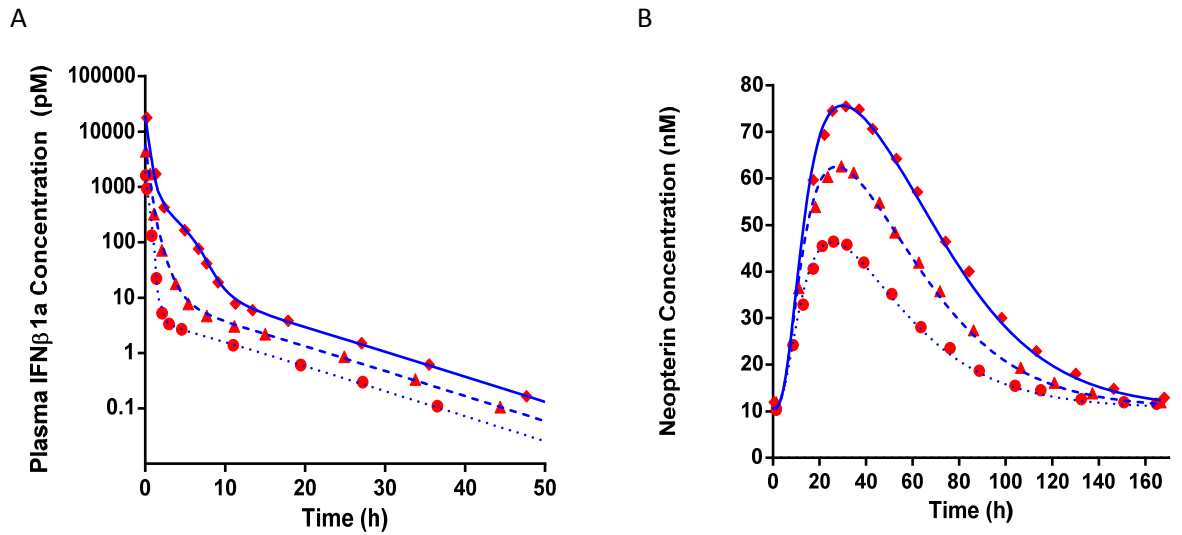 A
B
Plasma IFNβ 1a Concentration (pM)
100000
10000
1000
100
10
1
0.1
0 10 20 30 40 50
Time (h)
Neopterin Concentration (nM)
80
70
60
50
40
30
20
10
0
0 20 40 60 80 100 120 140 160
Time (h)